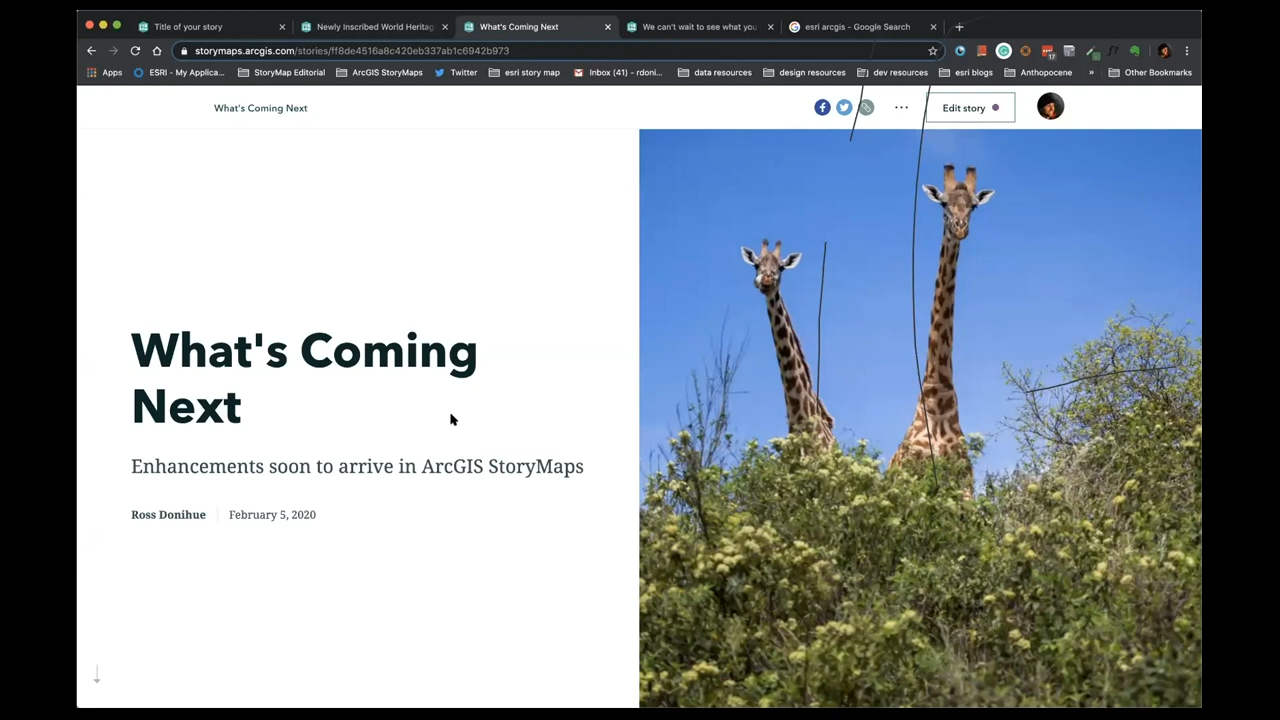 Title of your story
Newly Inscribed World Heritag
What's Coming Next
We can't wait to see what you
esri arcgis - Google Search
storymaps.arcgis.com/stories/ff8de4516a8c420eb337ab1c6942b973
Apps
ESRI - My Applica...
StoryMap Editorial
ArcGIS StoryMaps
Twitter
esri story map
Inbox (41) - rdoni...
data resources
design resources
dev resources
esri blogs
Anthopocene
»
Other Bookmarks
What's Coming Next
Edit story
What's Coming
Next
Enhancements soon to arrive in ArcGIS StoryMaps
Ross Donihue
February 5, 2020